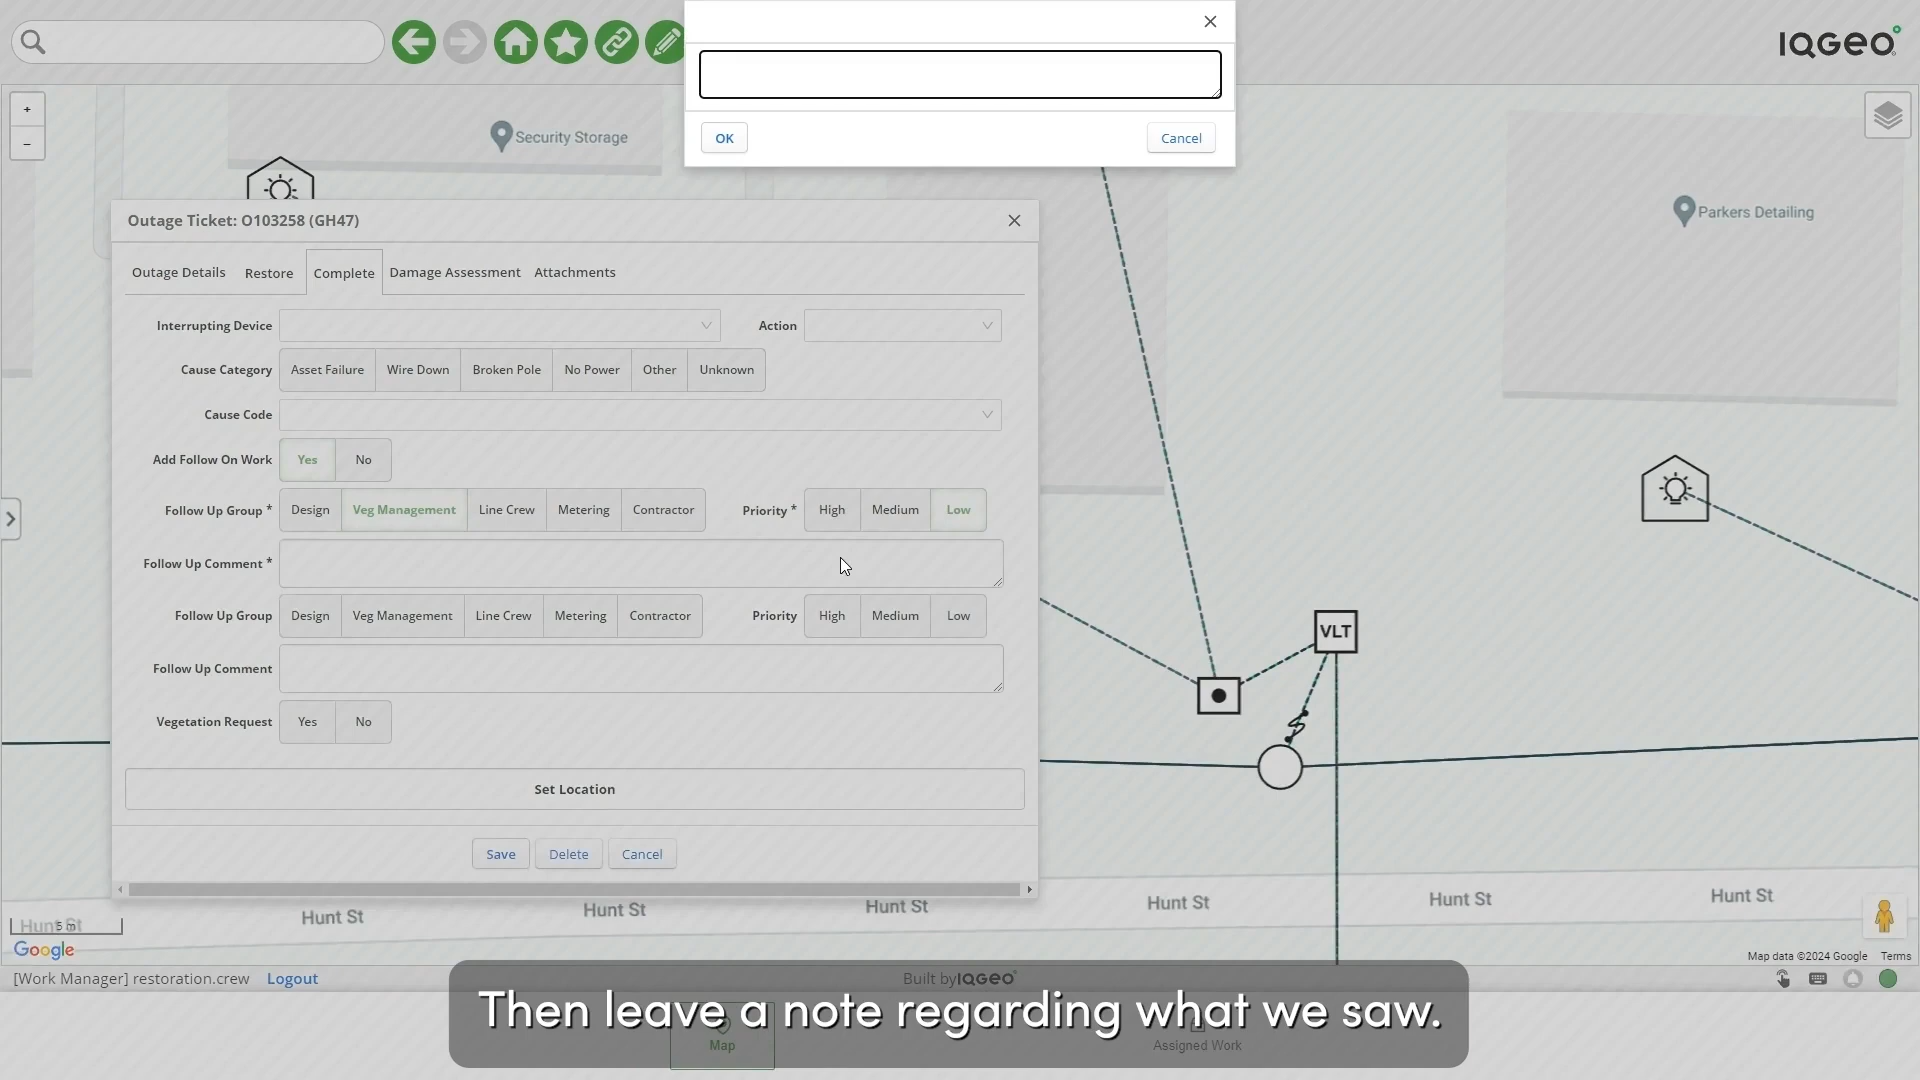 IQGeo
OK
Cancel
+
−
Security Storage
Parkers Detailing
Outage Ticket: O103258 (GH47)
Outage Details Restore Complete Damage Assessment Attachments
Interrupting Device Action
Cause Category Asset Failure Wire Down Broken Pole No Power Other Unknown
Cause Code
Add Follow On Work Yes No
Follow Up Group * Design Veg Management Line Crew Metering Contractor Priority * High Medium Low
Follow Up Comment *
Follow Up Group Design Veg Management Line Crew Metering Contractor Priority High Medium Low
Follow Up Comment
Vegetation Request Yes No
Set Location
Save Delete Cancel
VLT
Hunt St Hunt St Hunt St Hunt St Hunt St Hunt St Hunt St
5 m
Google
Map data ©2024 Google Terms
[Work Manager] restoration.crew Logout
Built by IQGeo
Then leave a note regarding what we saw.
Map
Assigned Work